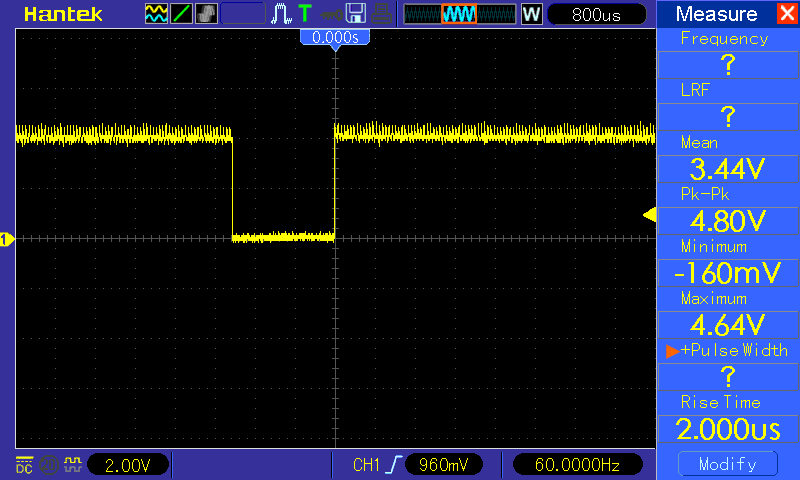 Hantek T W 800us Measure
0.000s
Frequency
?
LRF
?
Mean
3.44V
Pk-Pk
4.80V
Minimum
-160mV
Maximum
4.64V
+Pulse Width
?
Rise Time
2.000us
Modify
1
DC 2.00V CH1 960mV 60.0000Hz